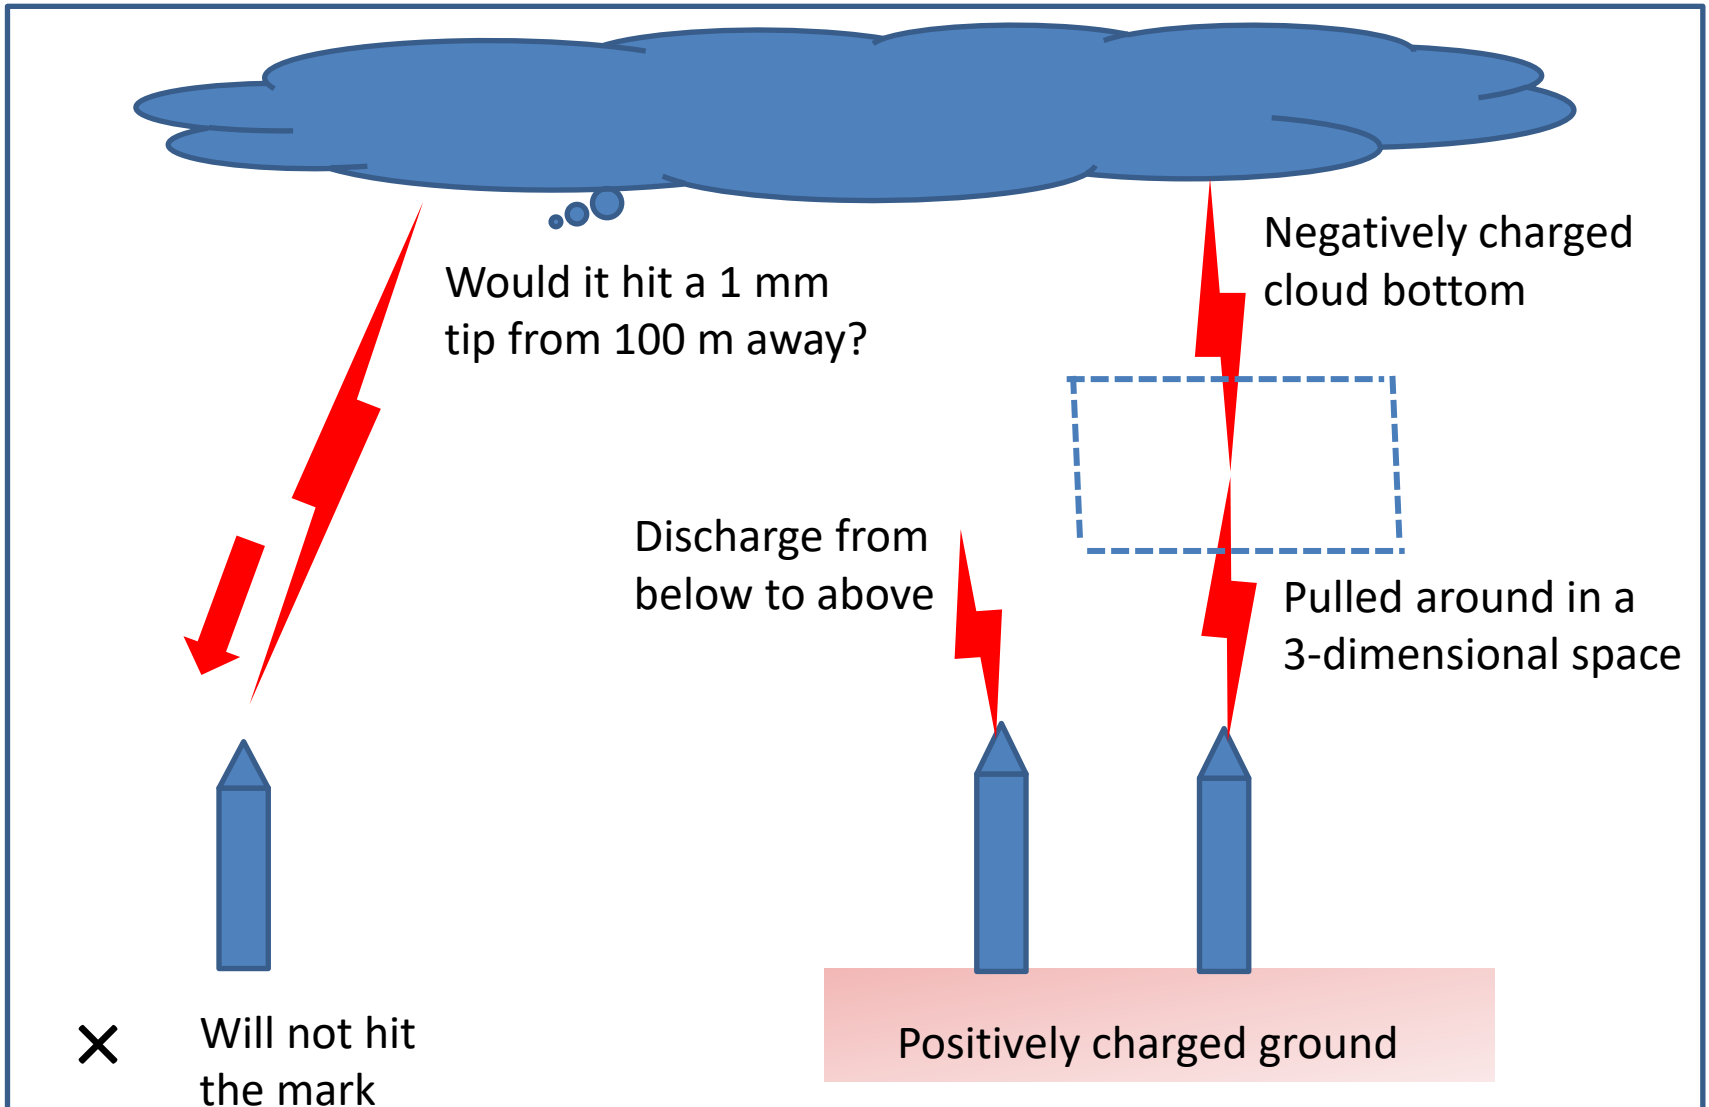 Would it hit a 1 mm
tip from 100 m away?
Negatively charged
cloud bottom
Discharge from
below to above
Pulled around in a
3-dimensional space
× Will not hit
the mark
Positively charged ground